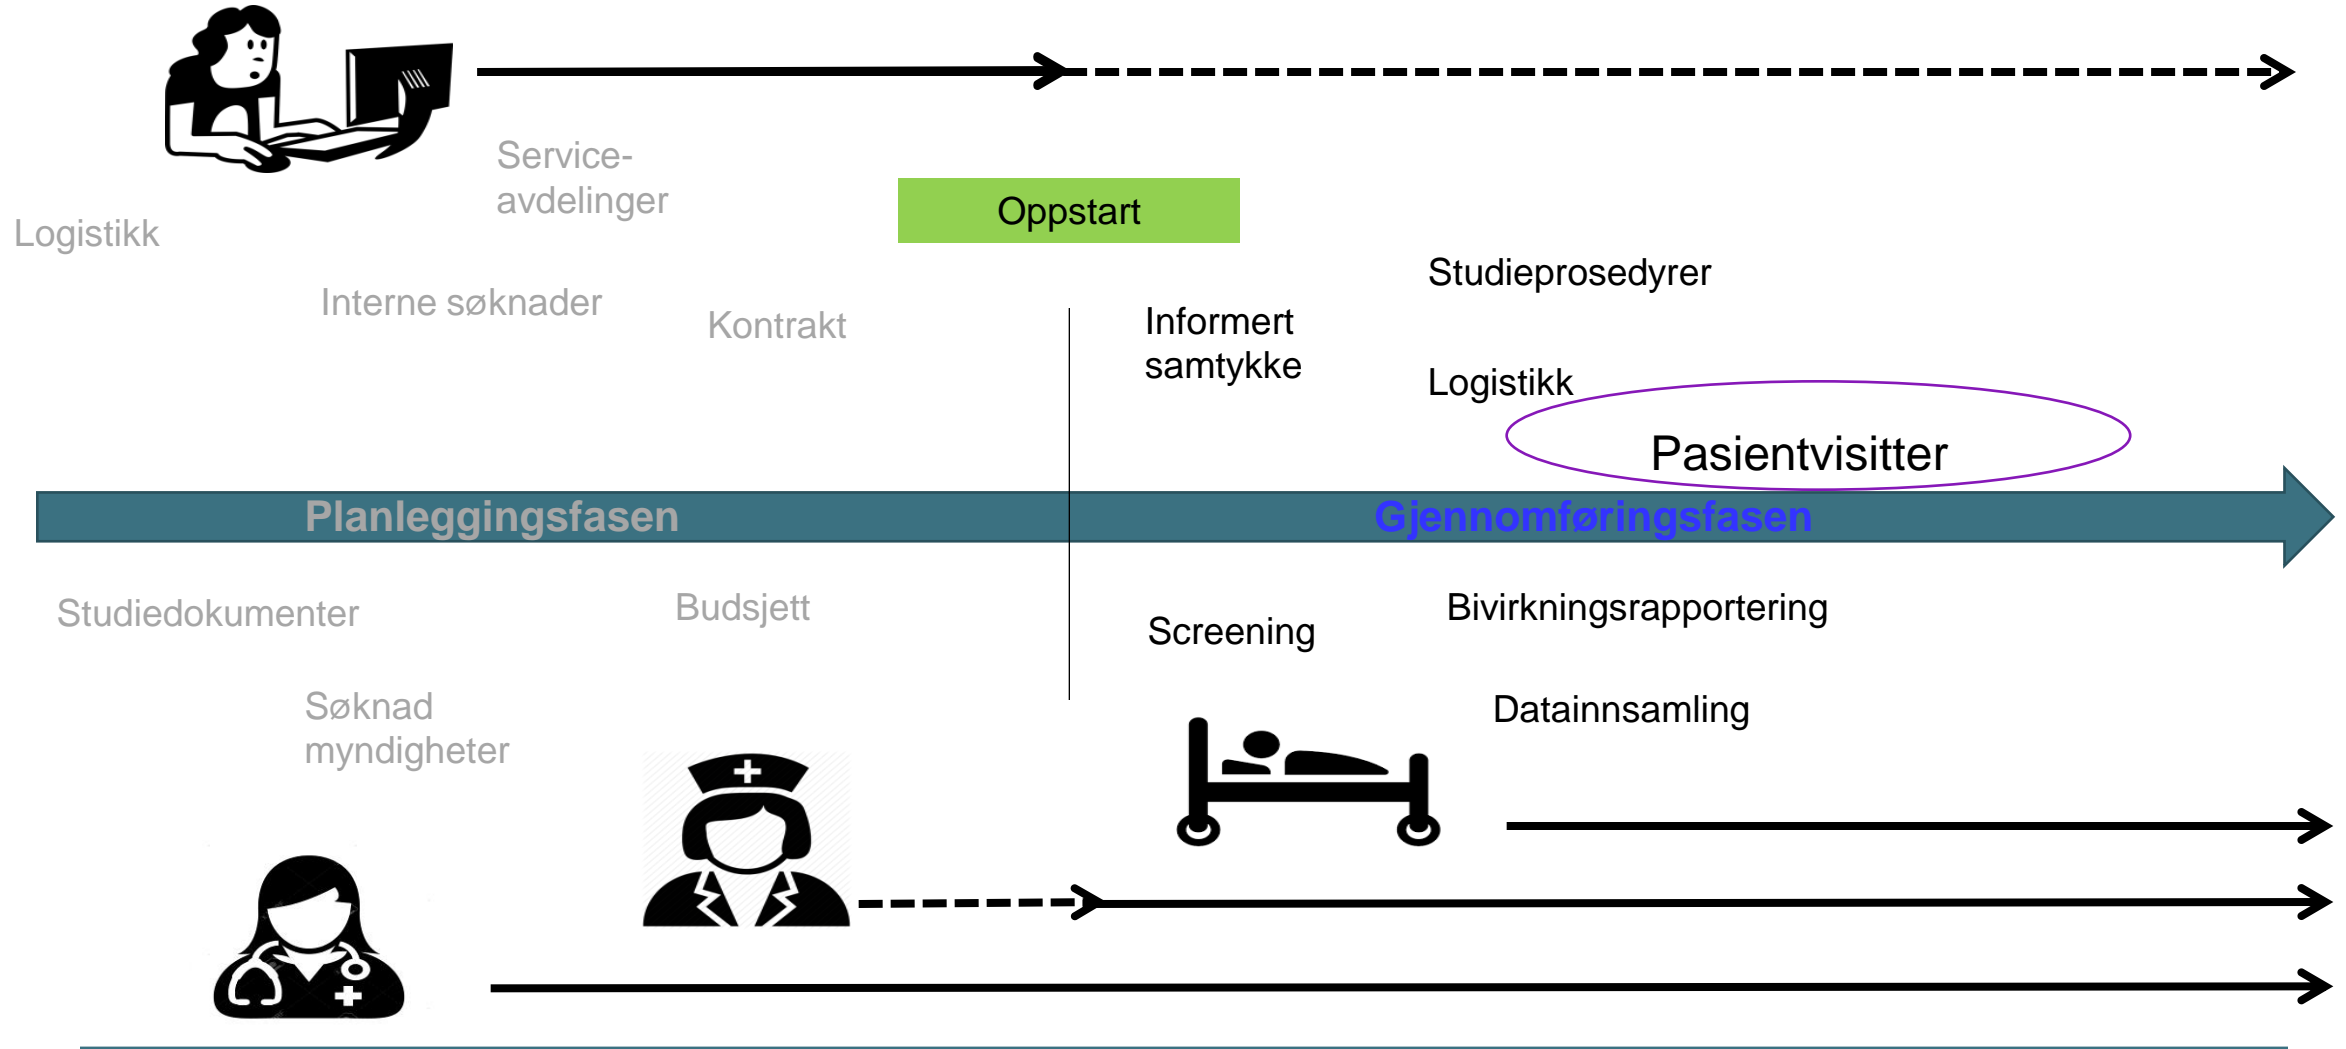 Service-
avdelinger
Logistikk
Oppstart
Interne søknader
Kontrakt
Studieprosedyrer
Informert
samtykke
Logistikk
Pasientvisitter
Planleggingsfasen
Gjennomføringsfasen
Studiedokumenter
Budsjett
Screening
Bivirkningsrapportering
Søknad
myndigheter
Datainnsamling